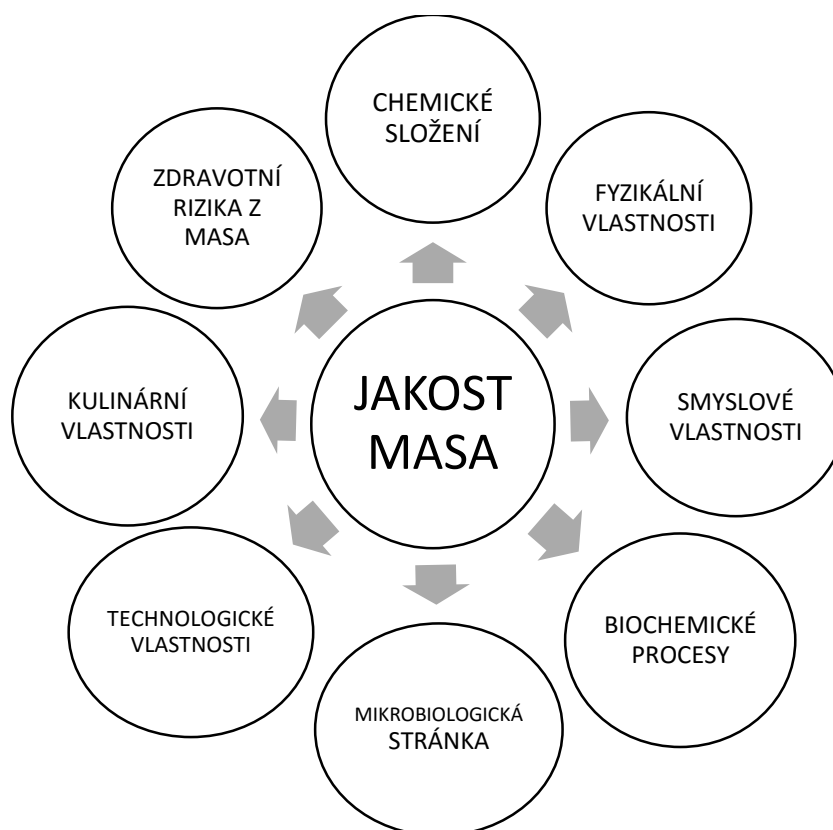 CHEMICKÉ
SLOŽENÍ
FYZIKÁLNÍ
VLASTNOSTI
SMYSLOVÉ
VLASTNOSTI
BIOCHEMICKÉ
PROCESY
MIKROBIOLOGICKÁ
STRÁNKA
TECHNOLOGICKÉ
VLASTNOSTI
KULINÁRNÍ
VLASTNOSTI
ZDRAVOTNÍ
RIZIKA Z
MASA
JAKOST
MASA